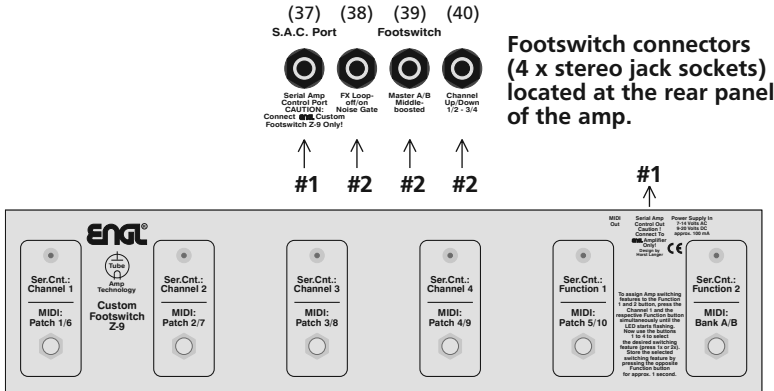 (37) (38) (39) (40)
S.A.C. Port Footswitch
Serial Amp
Control Port
CAUTION:
Connect ENGL Custom
Footswitch Z-9 Only!
FX Loop-
off/on
Noise Gate
Master A/B
Middle-
boosted
Channel
Up/Down
1/2 - 3/4
Footswitch connectors
(4 x stereo jack sockets)
located at the rear panel
of the amp.
#1 #2 #2 #2
#1
ENGL®
Tube
Amp
Technology
Custom
Footswitch
Z-9
MIDI
Out
Serial Amp
Control Out
Caution !
Connect To
ENGL Amplifier
Only!
Design by
Horst Langer
Power Supply In
7-14 Volts AC
9-20 Volts DC
approx. 100 mA
CE
Ser.Cnt.:
Channel 1
MIDI:
Patch 1/6
Ser.Cnt.:
Channel 2
MIDI:
Patch 2/7
Ser.Cnt.:
Channel 3
MIDI:
Patch 3/8
Ser.Cnt.:
Channel 4
MIDI:
Patch 4/9
Ser.Cnt.:
Function 1
MIDI:
Patch 5/10
To assign Amp switching
features to the Function
1 and 2 button, press the
Channel 1 and the
respective Function button
simultaneously until the
LED starts flashing.
Now use the buttons
1 to 4 to select
the desired switching
feature (press 1x or 2x).
Store the selected
switching feature by
pressing the opposite
Function button
for approx. 1 second.
Ser.Cnt.:
Function 2
MIDI:
Bank A/B